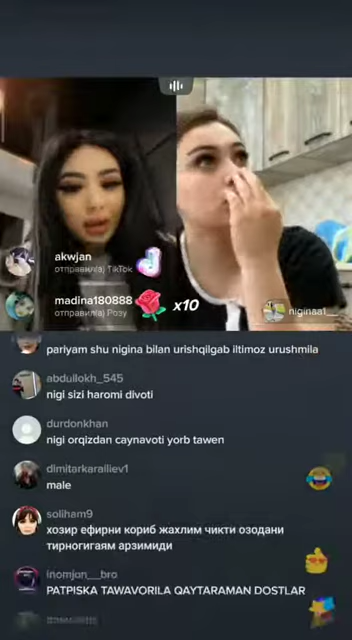 akwjan
отправил(а) TikTok
madina180888
отправил(а) Розу
x10
niginaa1__
pariyam shu nigina bilan urishqilgab iltimoz urushmila
abdullokh_545
nigi sizi haromi divoti
durdonkhan
nigi orqizdan caynavoti yorb tawen
dimitarkarailiev1
male
soliham9
хозир ефирни кориб жахлим чикти озодани
тирногигаям арзимиди
inomjon__bro
PATPISKA TAWAVORILA QAYTARAMAN DOSTLAR